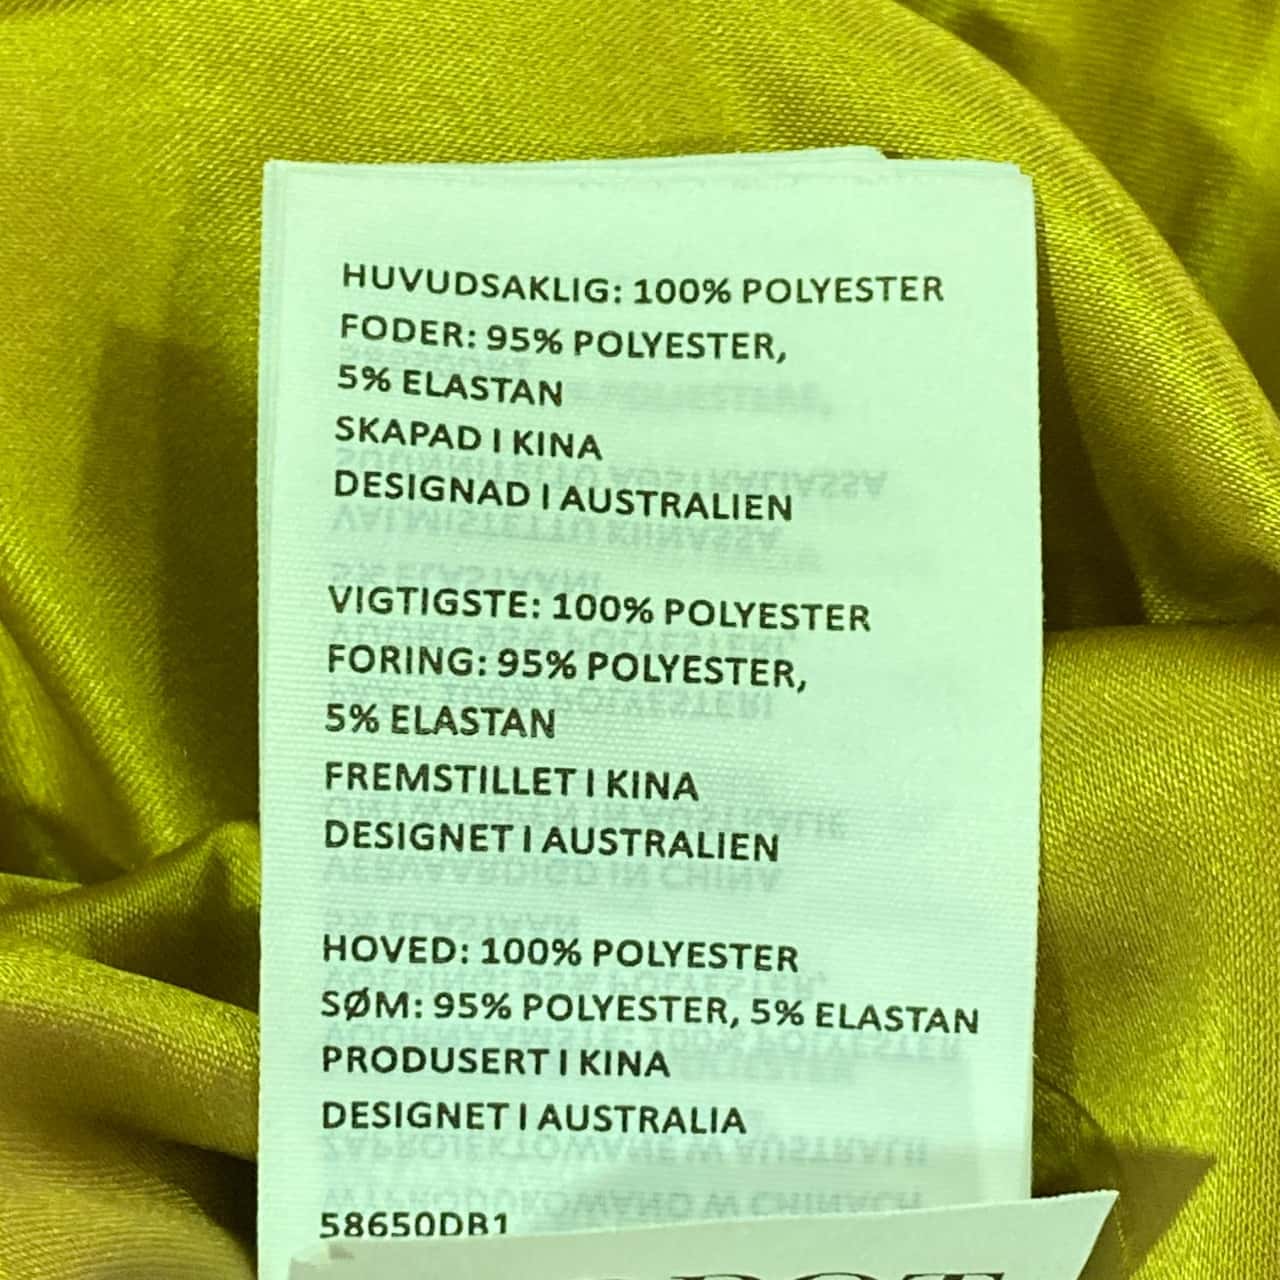 HUVUDSAKLIG: 100% POLYESTER
FODER: 95% POLYESTER,
5% ELASTAN
SKAPAD I KINA
DESIGNAD I AUSTRALIEN
VIGTIGSTE: 100% POLYESTER
FORING: 95% POLYESTER,
5% ELASTAN
FREMSTILLET I KINA
DESIGNET I AUSTRALIEN
HOVED: 100% POLYESTER
SØM: 95% POLYESTER, 5% ELASTAN
PRODUSERT I KINA
DESIGNET I AUSTRALIA
58650DB1